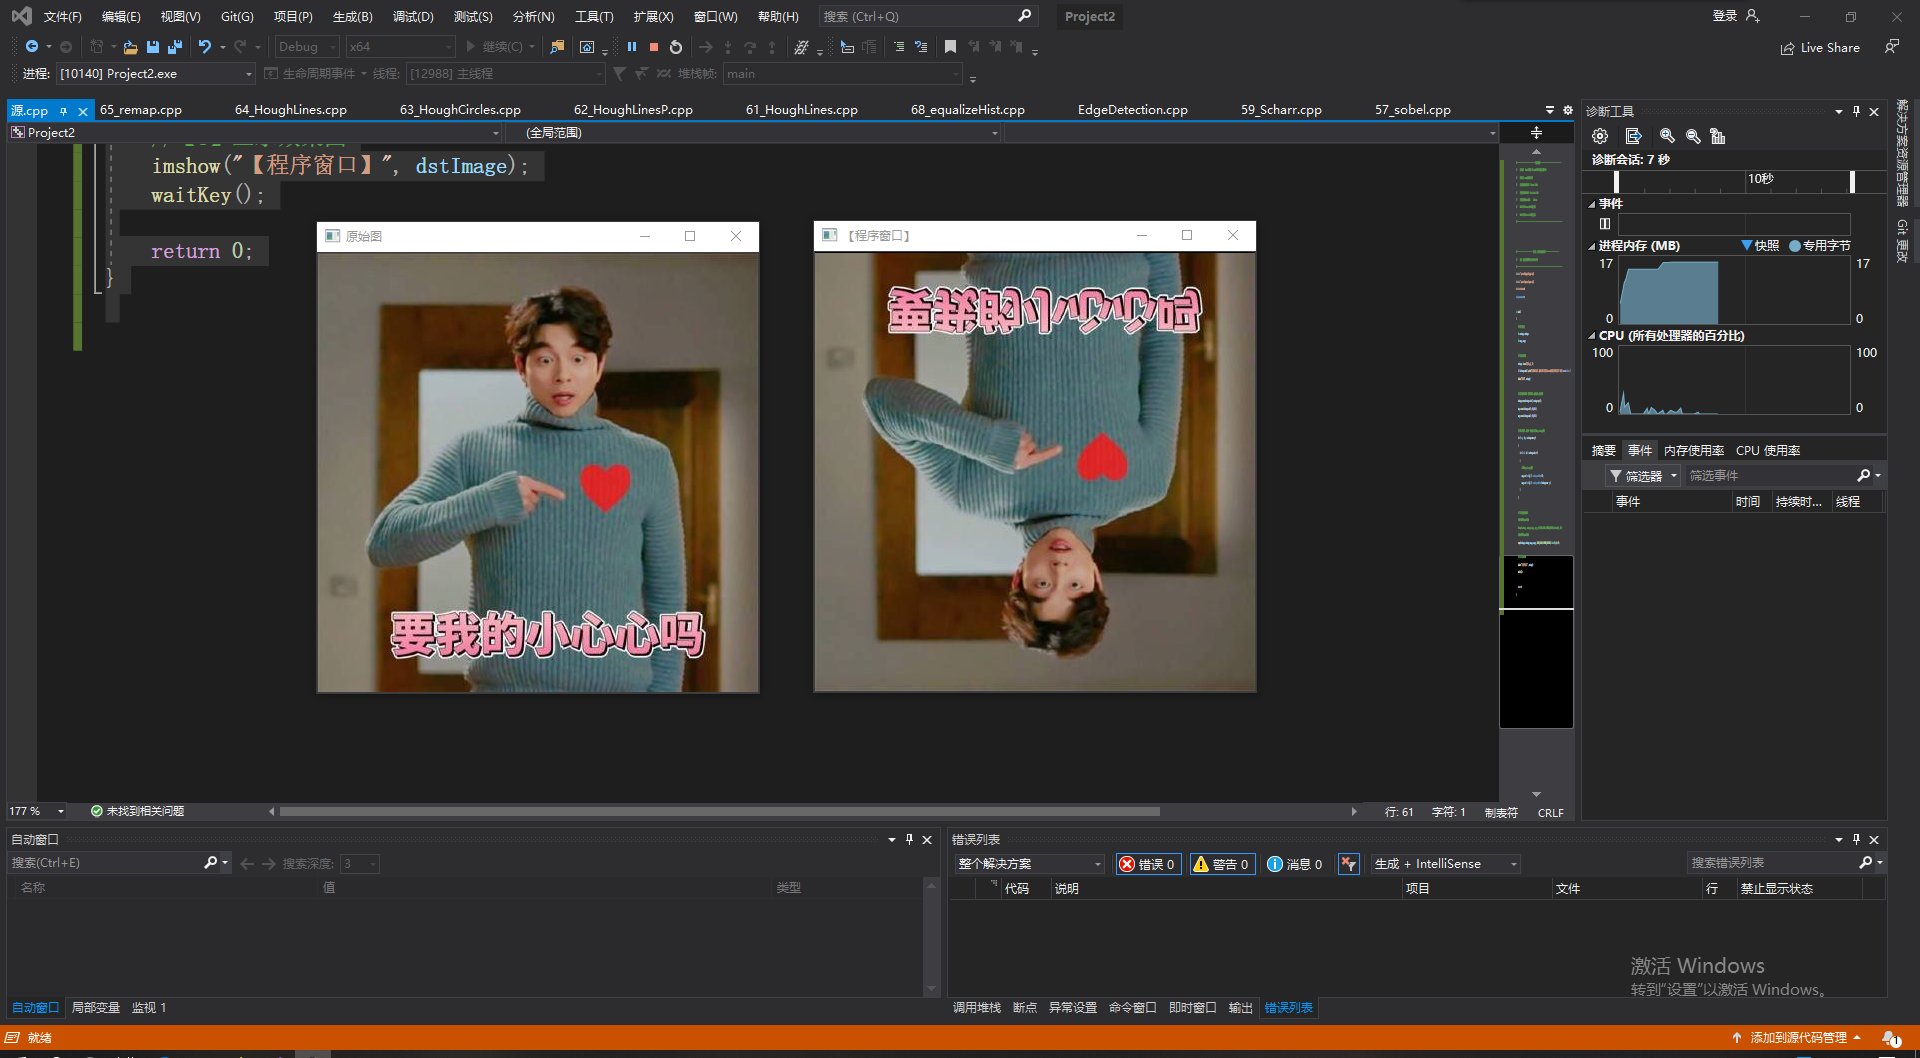 文件(F) 编辑(E) 视图(V) Git(G) 项目(P) 生成(B) 调试(D) 测试(S) 分析(N) 工具(T) 扩展(X) 窗口(W) 帮助(H) 搜索 (Ctrl+Q) Project2 登录
Debug x64 继续(C) Live Share
进程: [10140] Project2.exe 生命周期事件 线程: [12988] 主线程 堆栈帧: main
源.cpp 65_remap.cpp 64_HoughLines.cpp 63_HoughCircles.cpp 62_HoughLinesP.cpp 61_HoughLines.cpp 68_equalizeHist.cpp EdgeDetection.cpp 59_Scharr.cpp 57_sobel.cpp
Project2 (全局范围)
imshow("【程序窗口】", dstImage);
waitKey();
return 0;
}
原始图
要我的小心心吗
【程序窗口】
要我的小心心吗
177 % 未找到相关问题 行: 61 字符: 1 制表符 CRLF
诊断工具
诊断会话: 7 秒
10秒
事件
进程内存 (MB) 快照 专用字节
17 17
0 0
CPU (所有处理器的百分比)
100 100
0 0
摘要 事件 内存使用率 CPU 使用率
筛选器 筛选事件
事件 时间 持续时... 线程
解决方案资源管理器
Git 更改
自动窗口
搜索(Ctrl+E) 搜索深度: 3
名称 值 类型
自动窗口 局部变量 监视 1
错误列表
整个解决方案 错误 0 警告 0 消息 0 生成 + IntelliSense 搜索错误列表
代码 说明 项目 文件 行 禁止显示状态
激活 Windows
转到"设置"以激活 Windows。
调用堆栈 断点 异常设置 命令窗口 即时窗口 输出 错误列表
就绪 添加到源代码管理 1